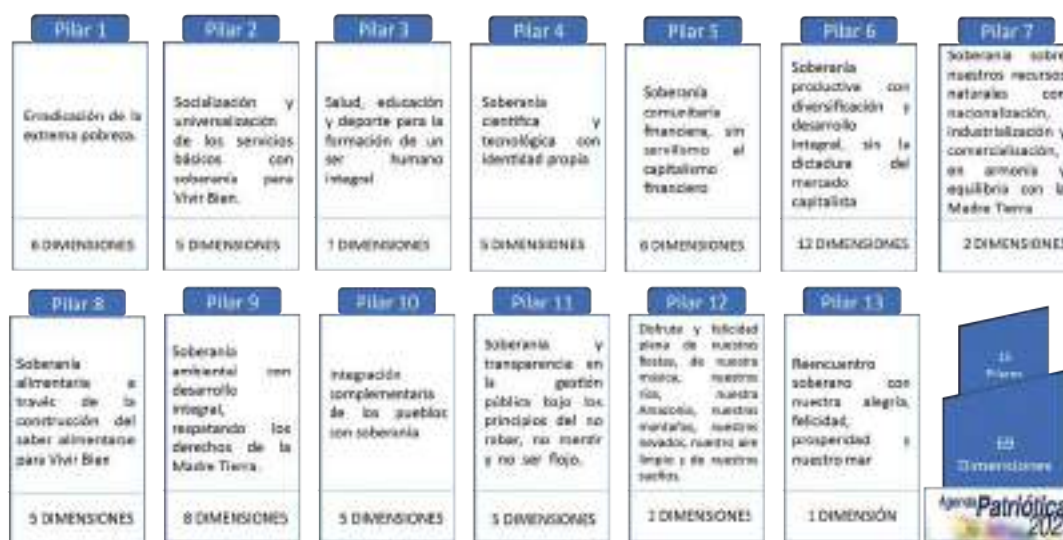 Pilar 1
Erradicación de la
extrema pobreza.
6 DIMENSIONES
Pilar 2
Socialización y
universalización
de los servicios
básicos con
soberanía para
Vivir Bien.
5 DIMENSIONES
Pilar 3
Salud, educación
y deporte para la
formación de un
ser humano
integral
7 DIMENSIONES
Pilar 4
Soberanía
científica y
tecnológica con
identidad propia
5 DIMENSIONES
Pilar 5
Soberanía
comunitaria
financiera, sin
servilismo al
capitalismo
financiero
6 DIMENSIONES
Pilar 6
Soberanía
productiva con
diversificación y
desarrollo
integral, sin la
dictadura del
mercado
capitalista
12 DIMENSIONES
Pilar 7
Soberanía sobre
nuestros recursos
naturales con
nacionalización,
industrialización y
comercialización,
en armonía y
equilibrio con la
Madre Tierra
2 DIMENSIONES
Pilar 8
Soberanía
alimentaria a
través de la
construcción del
saber alimentarse
para Vivir Bien
5 DIMENSIONES
Pilar 9
Soberanía
ambiental con
desarrollo
integral,
respetando los
derechos de la
Madre Tierra.
8 DIMENSIONES
Pilar 10
Integración
complementaria
de los pueblos
con soberanía
5 DIMENSIONES
Pilar 11
Soberanía y
transparencia en
la gestión
pública bajo los
principios del no
robar, no mentir
y no ser flojo.
5 DIMENSIONES
Pilar 12
Disfrute y felicidad
plena de nuestras
fiestas, de nuestra
música, nuestros
ríos, nuestra
Amazonía, nuestras
montañas, nuestros
nevados, nuestro aire
limpio y de nuestros
sueños.
DIMENSIONES
Pilar 13
Reencuentro
soberano con
nuestra alegría,
felicidad,
prosperidad y
nuestro mar
1 DIMENSIÓN
Pilares
Dimensiones
Agenda Patriótica
202